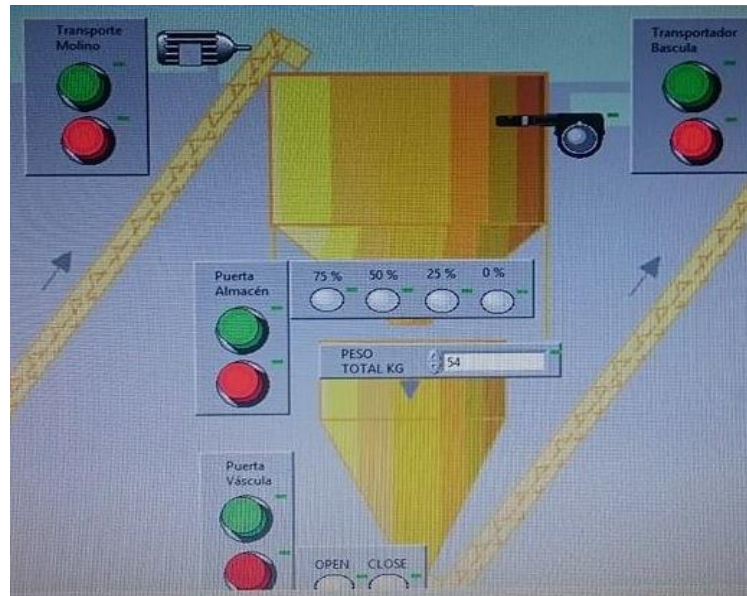 Transporte
Molino
Transportador
Bascula
Puerta
Almacén
75 % 50 % 25 % 0 %
PESO
TOTAL KG 54
Puerta
Váscula
OPEN CLOSE